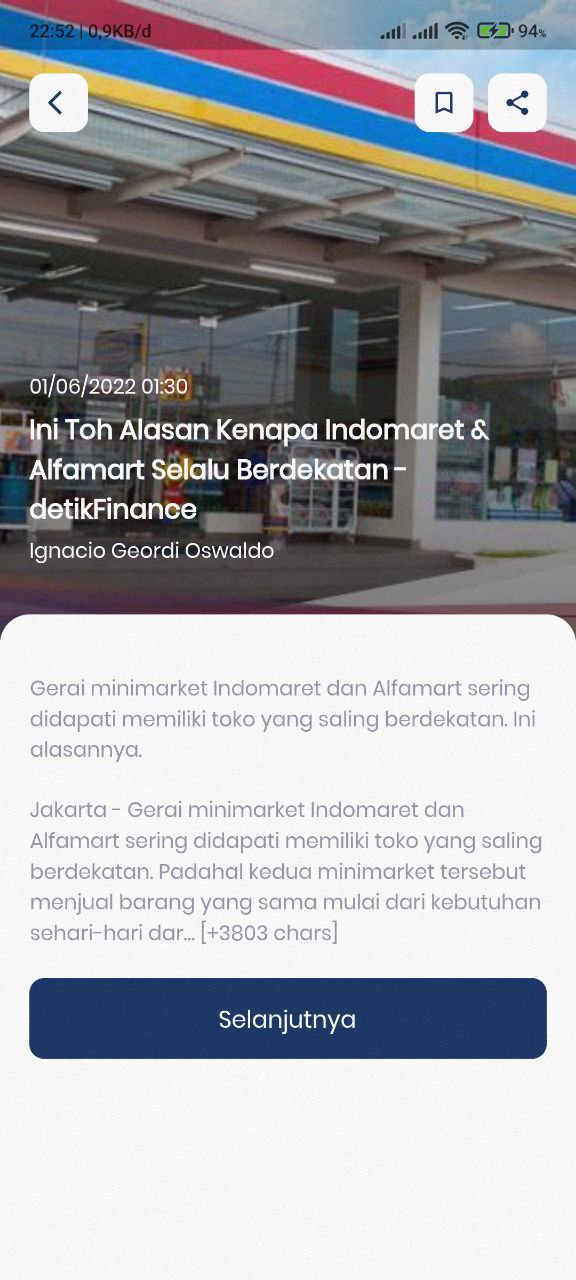 22:52 | 0,9KB/d
94%
01/06/2022 01:30
Ini Toh Alasan Kenapa Indomaret &
Alfamart Selalu Berdekatan -
detikFinance
Ignacio Geordi Oswaldo
Gerai minimarket Indomaret dan Alfamart sering
didapati memiliki toko yang saling berdekatan. Ini
alasannya.
Jakarta - Gerai minimarket Indomaret dan
Alfamart sering didapati memiliki toko yang saling
berdekatan. Padahal kedua minimarket tersebut
menjual barang yang sama mulai dari kebutuhan
sehari-hari dar... [+3803 chars]
Selanjutnya